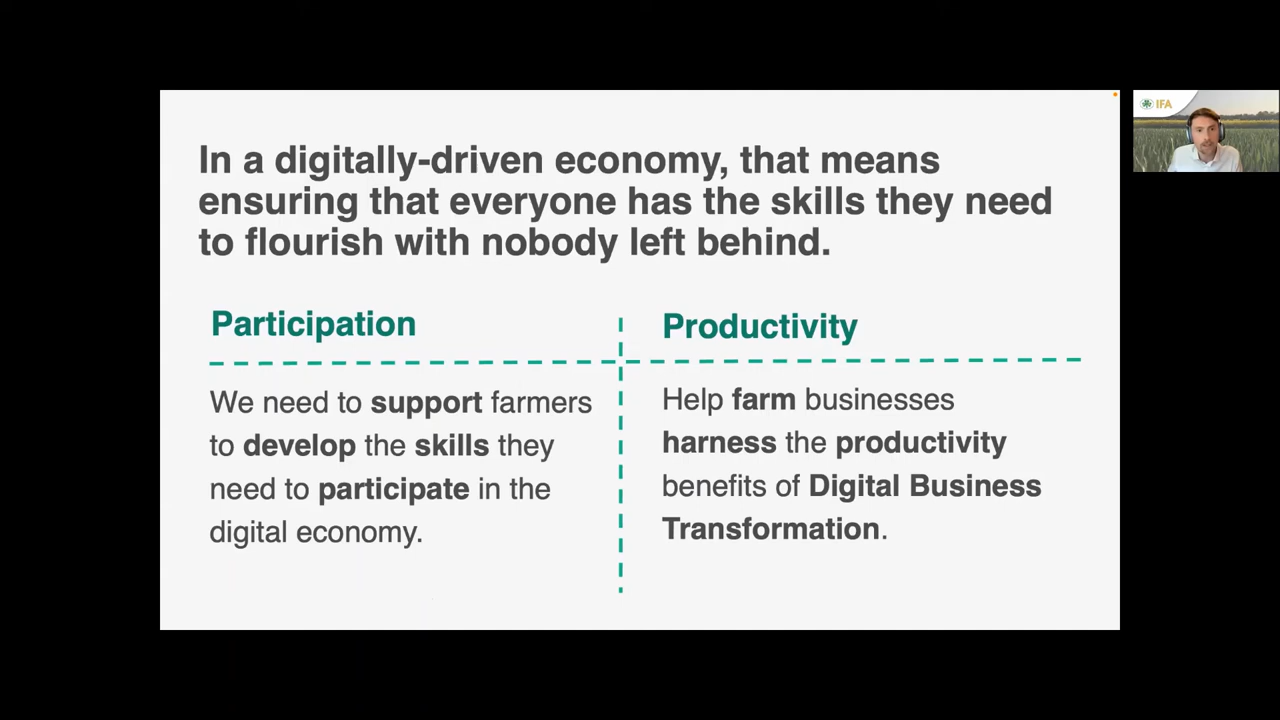 In a digitally-driven economy, that means
ensuring that everyone has the skills they need
to flourish with nobody left behind.
Participation
We need to support farmers
to develop the skills they
need to participate in the
digital economy.
Productivity
Help farm businesses
harness the productivity
benefits of Digital Business
Transformation.
IFA